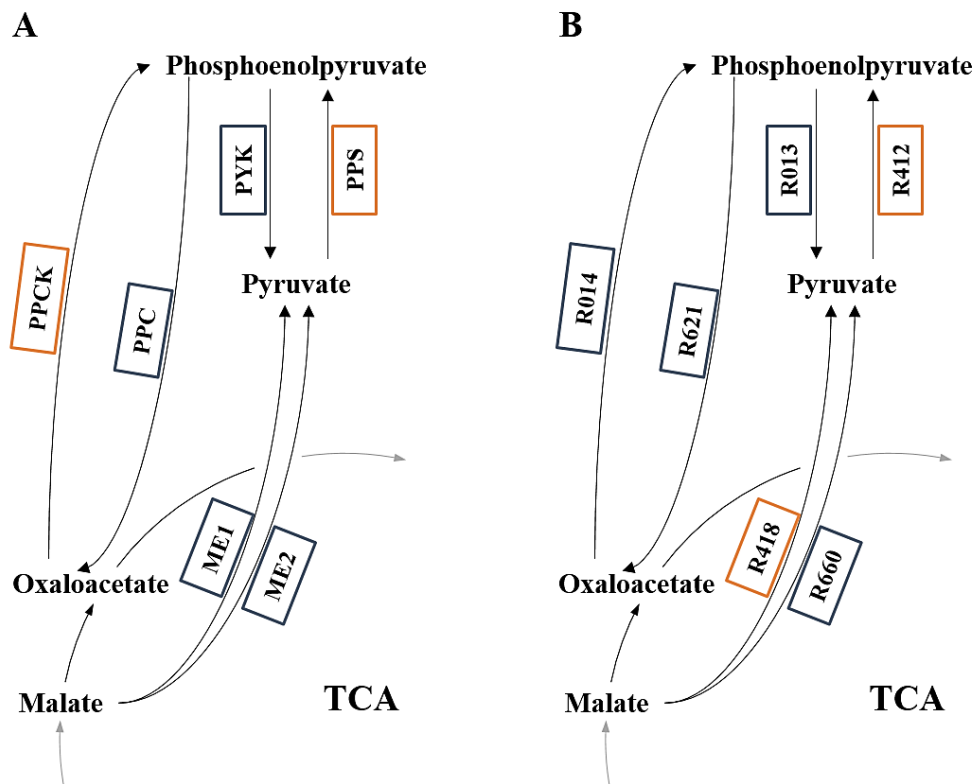 A
Phosphoenolpyruvate
PYK
PPS
PPCK
PPC
Pyruvate
ME1
ME2
Oxaloacetate
Malate
TCA
B
Phosphoenolpyruvate
R013
R412
R014
R621
Pyruvate
R418
R660
Oxaloacetate
Malate
TCA